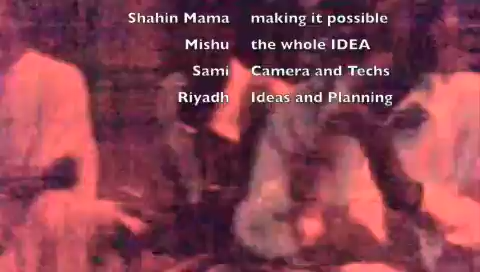 Shahin Mama making it possible
Mishu the whole IDEA
Sami Camera and Techs
Riyadh Ideas and Planning